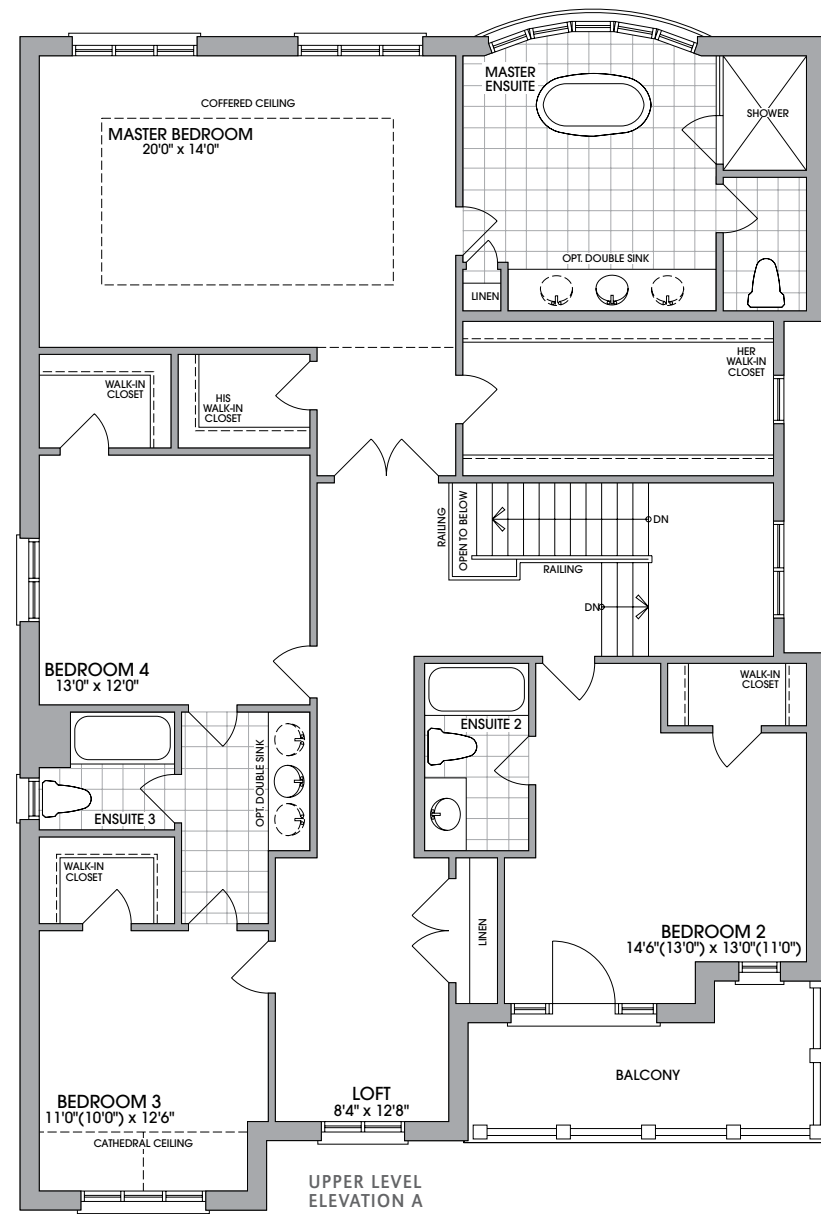 MASTER
ENSUITE
COFFERED CEILING
SHOWER
MASTER BEDROOM
20'0" x 14'0"
OPT. DOUBLE SINK
LINEN
HER
WALK-IN
CLOSET
WALK-IN
CLOSET
HIS
WALK-IN
CLOSET
RAILING
OPEN TO BELOW
DN
RAILING
DN
BEDROOM 4
13'0" x 12'0"
WALK-IN
CLOSET
ENSUITE 2
OPT. DOUBLE SINK
ENSUITE 3
WALK-IN
CLOSET
LINEN
BEDROOM 2
14'6"(13'0") x 13'0"(11'0")
BALCONY
BEDROOM 3
11'0"(10'0") x 12'6"
LOFT
8'4" x 12'8"
CATHEDRAL CEILING
UPPER LEVEL
ELEVATION A